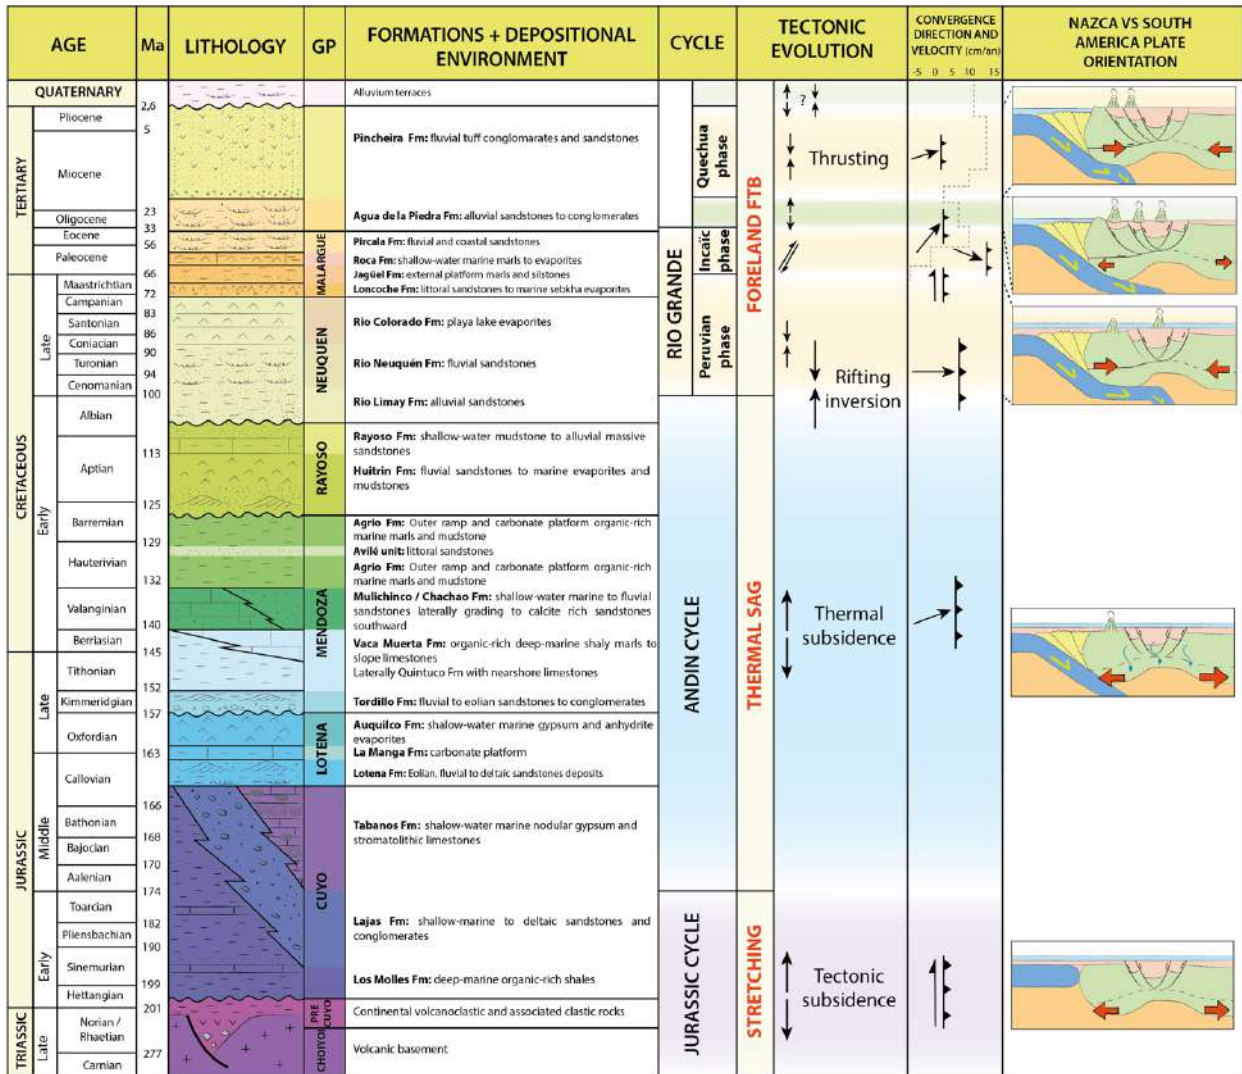 AGE
Ma
LITHOLOGY
GP
FORMATIONS + DEPOSITIONAL
ENVIRONMENT
CYCLE
TECTONIC
EVOLUTION
CONVERGENCE
DIRECTION AND
VELOCITY (cm/an)
-5 0 5 10 15
NAZCA VS SOUTH
AMERICA PLATE
ORIENTATION
QUATERNARY
TERTIARY
Pliocene
Miocene
Oligocene
Eocene
Paleocene
CRETACEOUS
Late
Maastrichtian
Campanian
Santonian
Coniacian
Turonian
Cenomanian
Early
Albian
Aptian
Barremian
Hauterivian
Valanginian
Berriasian
JURASSIC
Late
Tithonian
Kimmeridgian
Oxfordian
Middle
Callovian
Bathonian
Bajocian
Aalenian
Early
Toarcian
Pliensbachian
Sinemurian
Hettangian
TRIASSIC
Late
Norian /
Rhaetian
Carnian
2,6
5
23
33
56
66
72
83
86
90
94
100
113
125
129
132
140
145
152
157
163
166
168
170
174
182
190
199
201
277
MALARGUE
NEUQUEN
RAYOSO
MENDOZA
LOTENA
CUYO
PRE
CUYO
CHOIYOI
Alluvium terraces
Pincheira Fm: fluvial tuff conglomarates and sandstones
Agua de la Piedra Fm: alluvial sandstones to conglomerates
Pircala Fm: fluvial and coastal sandstones
Roca Fm: shallow-water marine marls to evaporites
Jagüel Fm: external platform marls and silstones
Loncoche Fm: littoral sandstones to marine sebkha evaporites
Rio Colorado Fm: playa lake evaporites
Rio Neuquén Fm: fluvial sandstones
Rio Limay Fm: alluvial sandstones
Rayoso Fm: shallow-water mudstone to alluvial massive
sandstones
Huitrin Fm: fluvial sandstones to marine evaporites and
mudstones
Agrio Fm: Outer ramp and carbonate platform organic-rich
marine marls and mudstone
Avilé unit: littoral sandstones
Agrio Fm: Outer ramp and carbonate platform organic-rich
marine marls and mudstone
Mulichinco / Chachao Fm: shallow-water marine to fluvial
sandstones laterally grading to calcite rich sandstones
southward
Vaca Muerta Fm: organic-rich deep-marine shaly marls to
slope limestones
Laterally Quintuco Fm with nearshore limestones
Tordillo Fm: fluvial to eolian sandstones to conglomerates
Auquilco Fm: shalow-water marine gypsum and anhydrite
evaporites
La Manga Fm: carbonate platform
Lotena Fm: Eolian, fluvial to deltaic sandstones deposits
Tabanos Fm: shalow-water marine nodular gypsum and
stromatolithic limestones
Lajas Fm: shallow-marine to deltaic sandstones and
conglomerates
Los Molles Fm: deep-marine organic-rich shales
Continental volcanoclastic and associated clastic rocks
Volcanic basement
RIO GRANDE
Quechua
phase
Incaïc
phase
Peruvian
phase
ANDIN CYCLE
JURASSIC CYCLE
FORELAND FTB
THERMAL SAG
STRETCHING
?
Thrusting
Rifting
inversion
Thermal
subsidence
Tectonic
subsidence